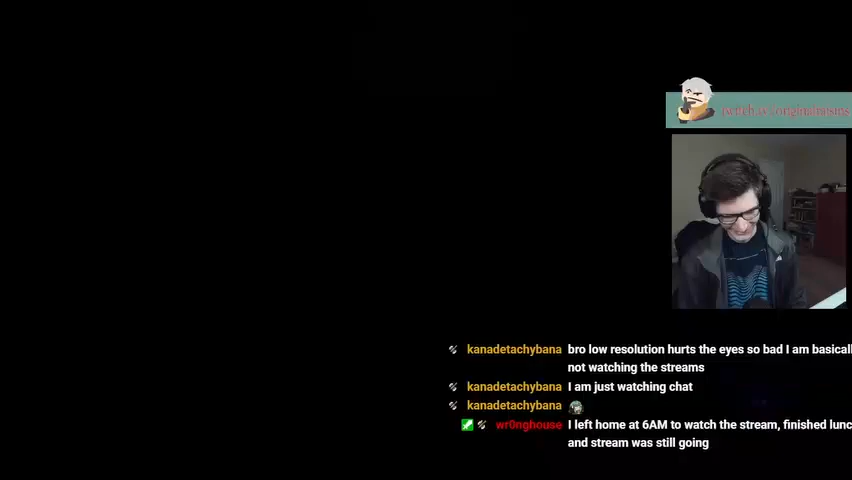 kanadetachybana bro low resolution hurts the eyes so bad I am basicall
not watching the streams
kanadetachybana I am just watching chat
kanadetachybana
wr0nghouse I left home at 6AM to watch the stream, finished lunc
and stream was still going